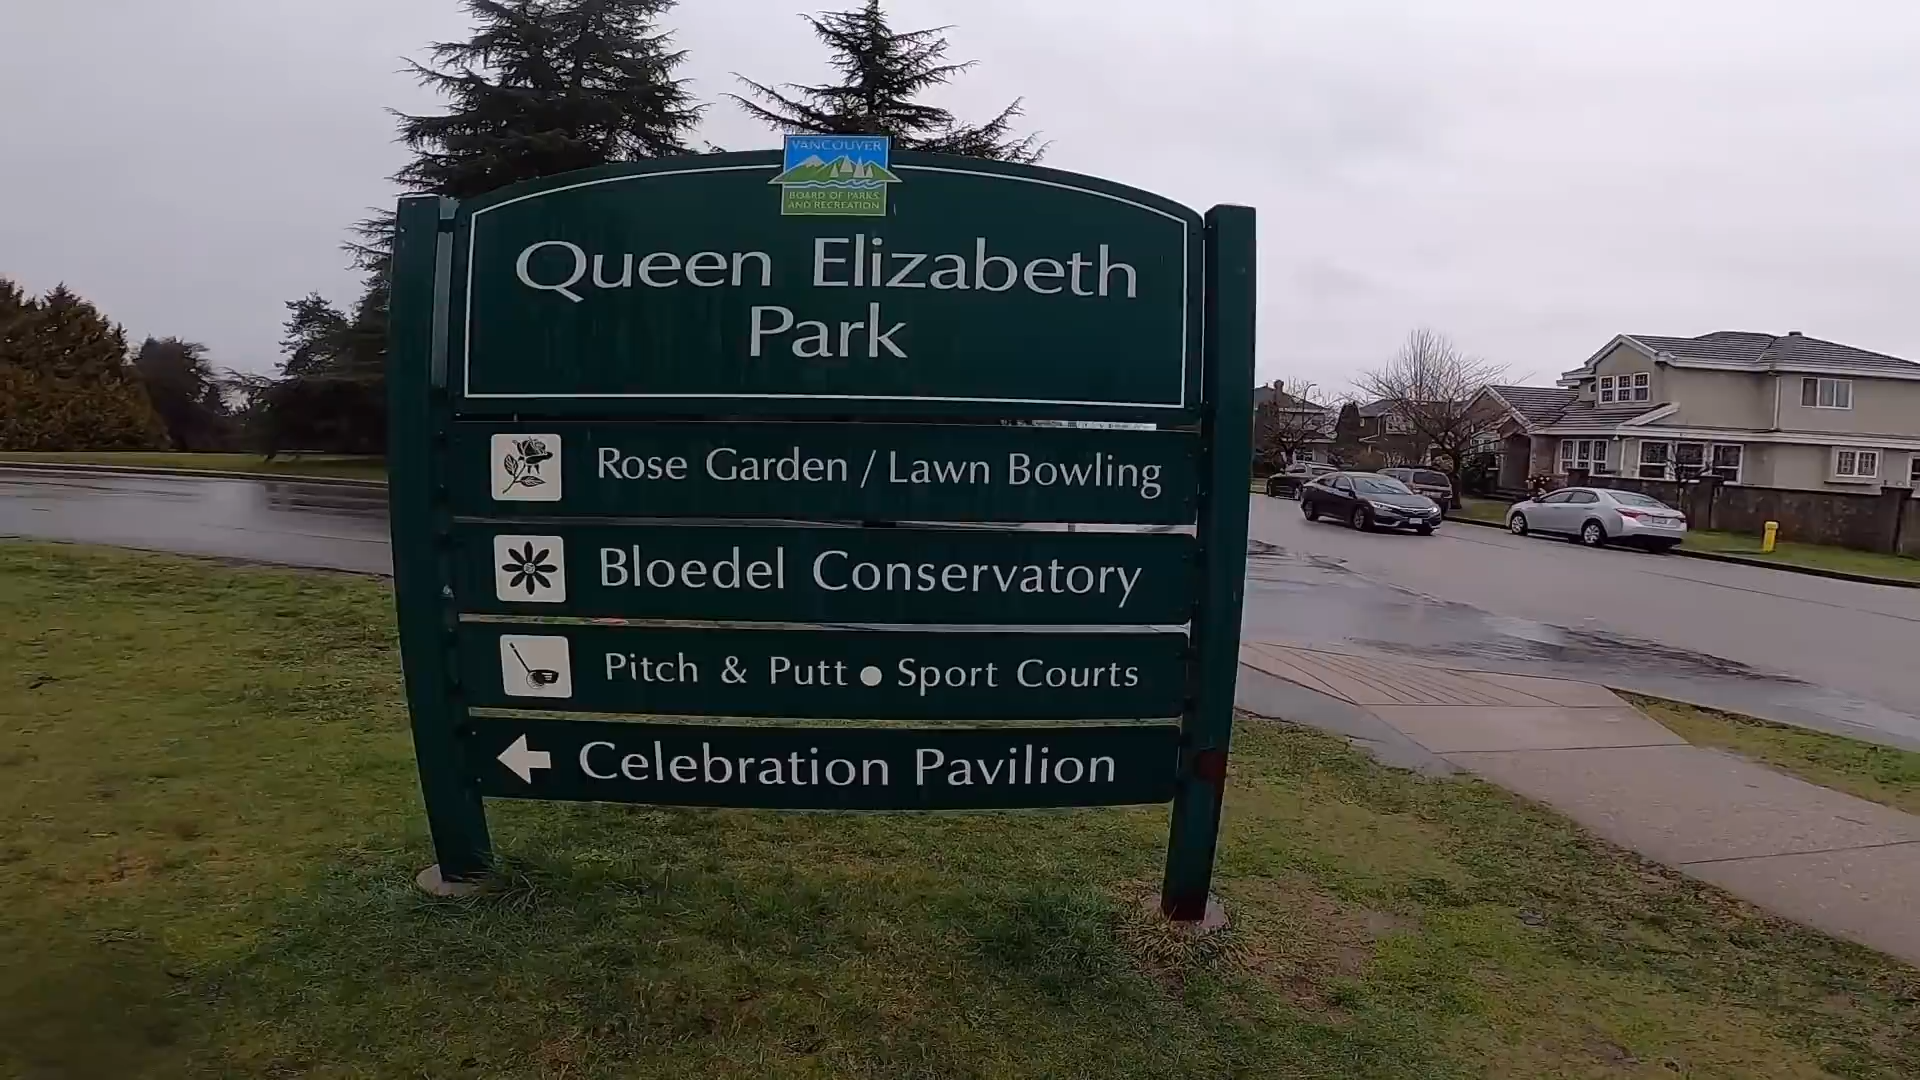 VANCOUVER
BOARD OF PARKS
AND RECREATION
Queen Elizabeth
Park
Rose Garden / Lawn Bowling
Bloedel Conservatory
Pitch & Putt ● Sport Courts
Celebration Pavilion